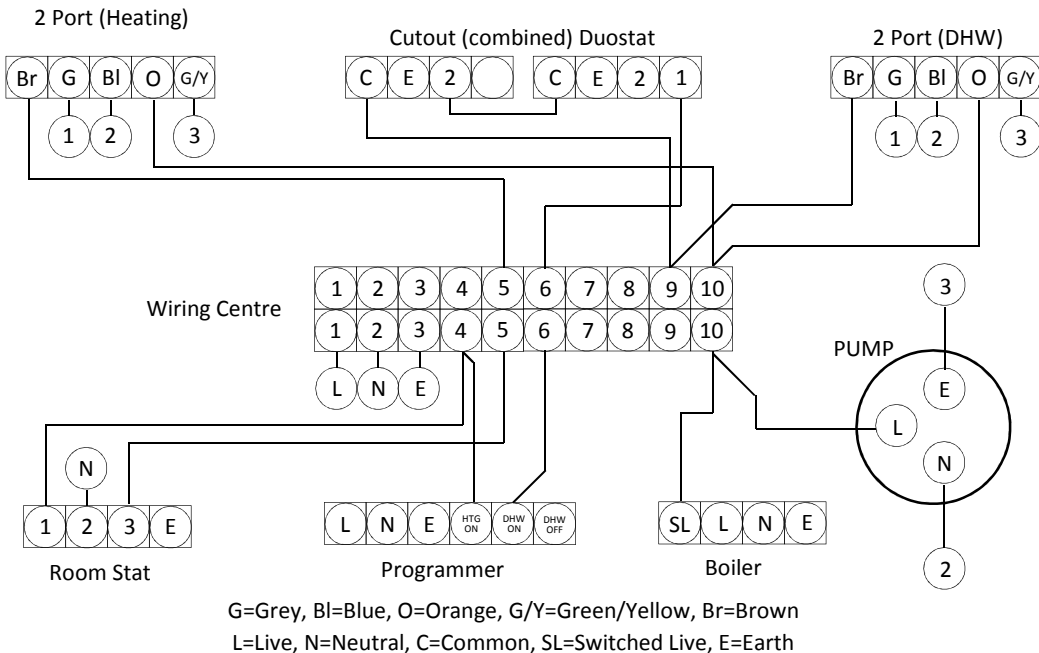 2 Port (Heating)
Cutout (combined) Duostat
2 Port (DHW)
Br G Bl O G/Y
C E 2
C E 2 1
Br G Bl O G/Y
1 2 3
1 2 3
Wiring Centre
1 2 3 4 5 6 7 8 9 10
1 2 3 4 5 6 7 8 9 10
L N E
3
PUMP
E
L
N
2
N
1 2 3 E
Room Stat
L N E HTG ON DHW ON DHW OFF
Programmer
SL L N E
Boiler
G=Grey, Bl=Blue, O=Orange, G/Y=Green/Yellow, Br=Brown
L=Live, N=Neutral, C=Common, SL=Switched Live, E=Earth